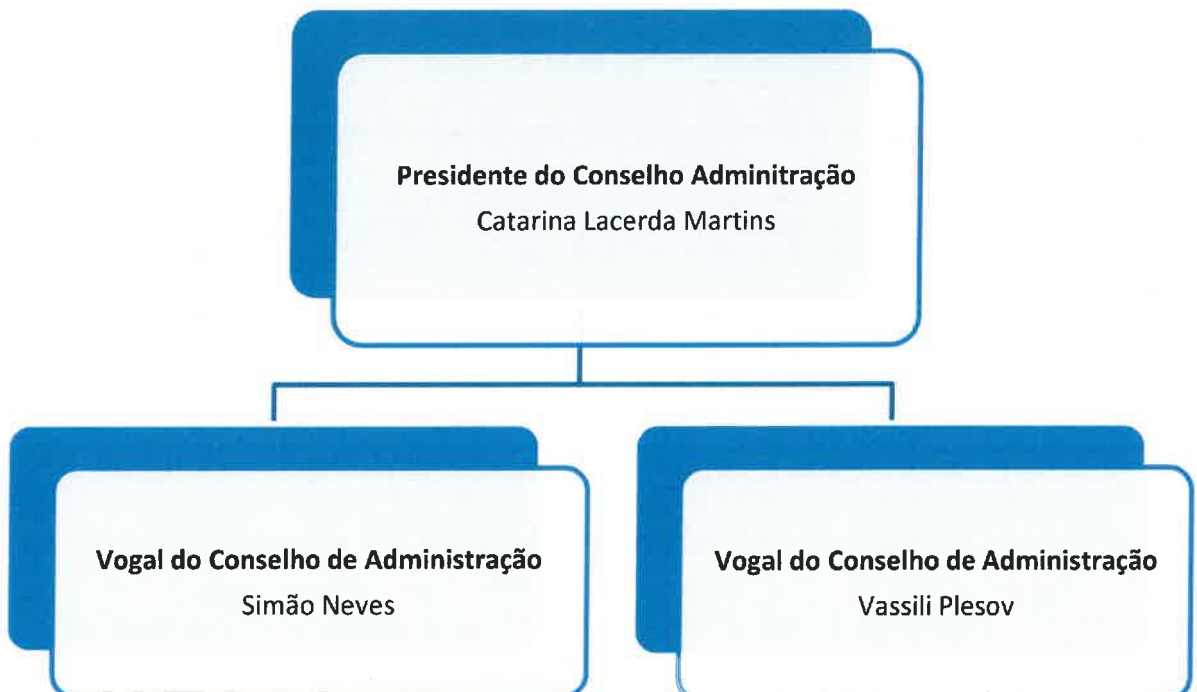 Presidente do Conselho Adminitração
Catarina Lacerda Martins
Vogal do Conselho de Administração
Simão Neves
Vogal do Conselho de Administração
Vassili Plesov